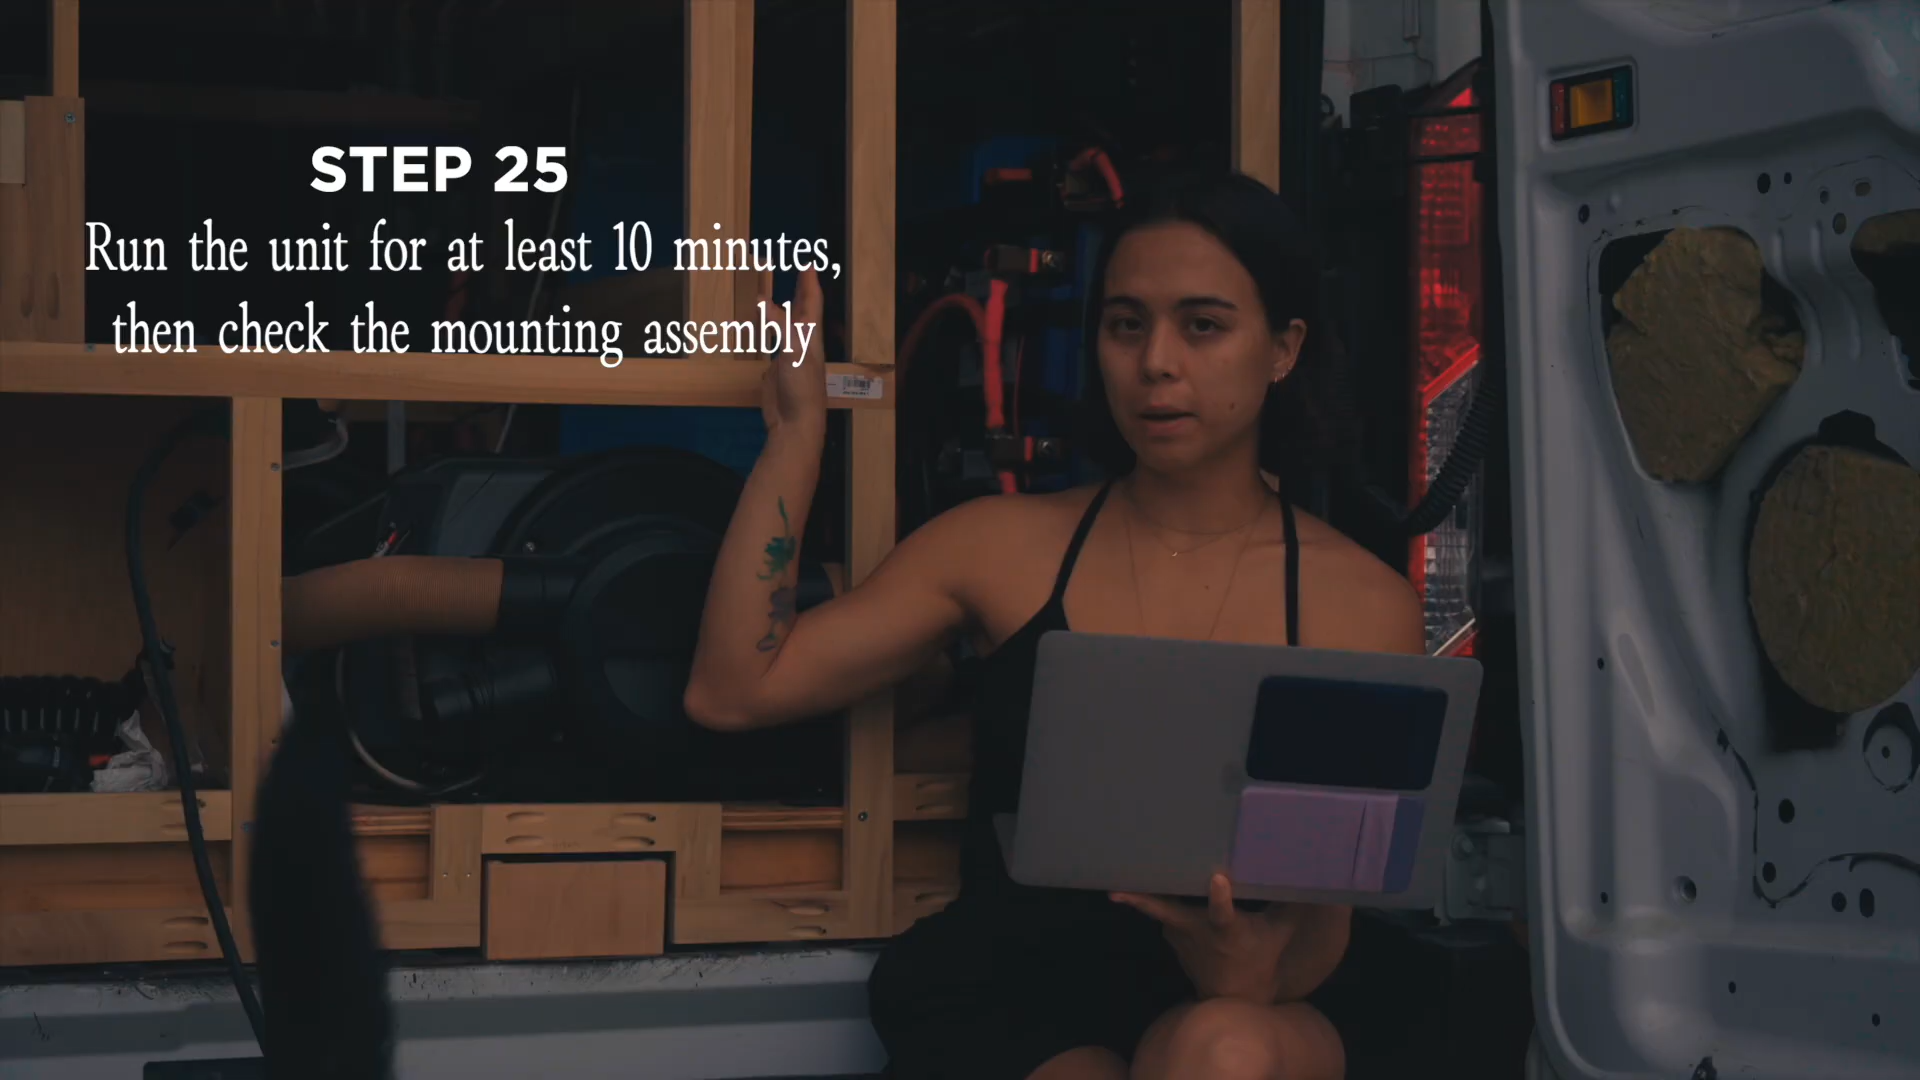 STEP 25
Run the unit for at least 10 minutes,
then check the mounting assembly